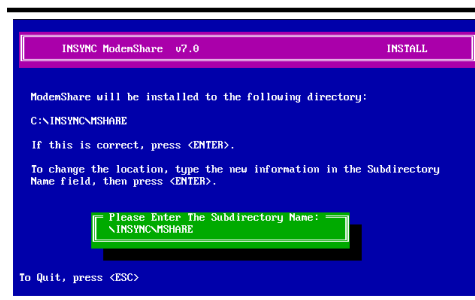 INSYNC ModemShare v7.0 INSTALL
ModemShare will be installed to the following directory:
C:\INSYNC\MSHARE
If this is correct, press <ENTER>.
To change the location, type the new information in the Subdirectory
Name field, then press <ENTER>.
Please Enter The Subdirectory Name:
\INSYNC\MSHARE
To Quit, press <ESC>